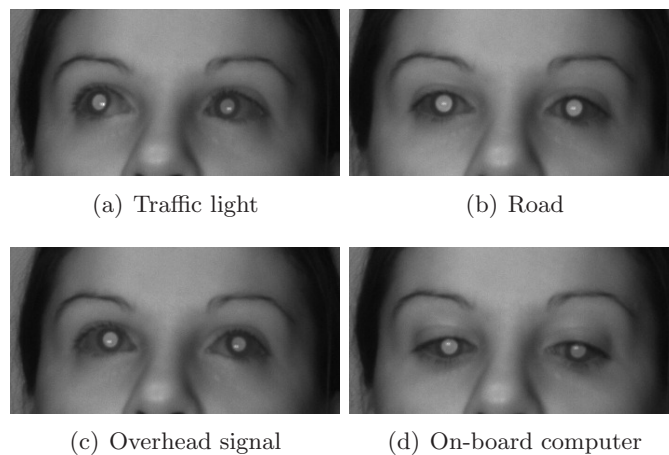 (a) Traffic light
(b) Road
(c) Overhead signal
(d) On-board computer